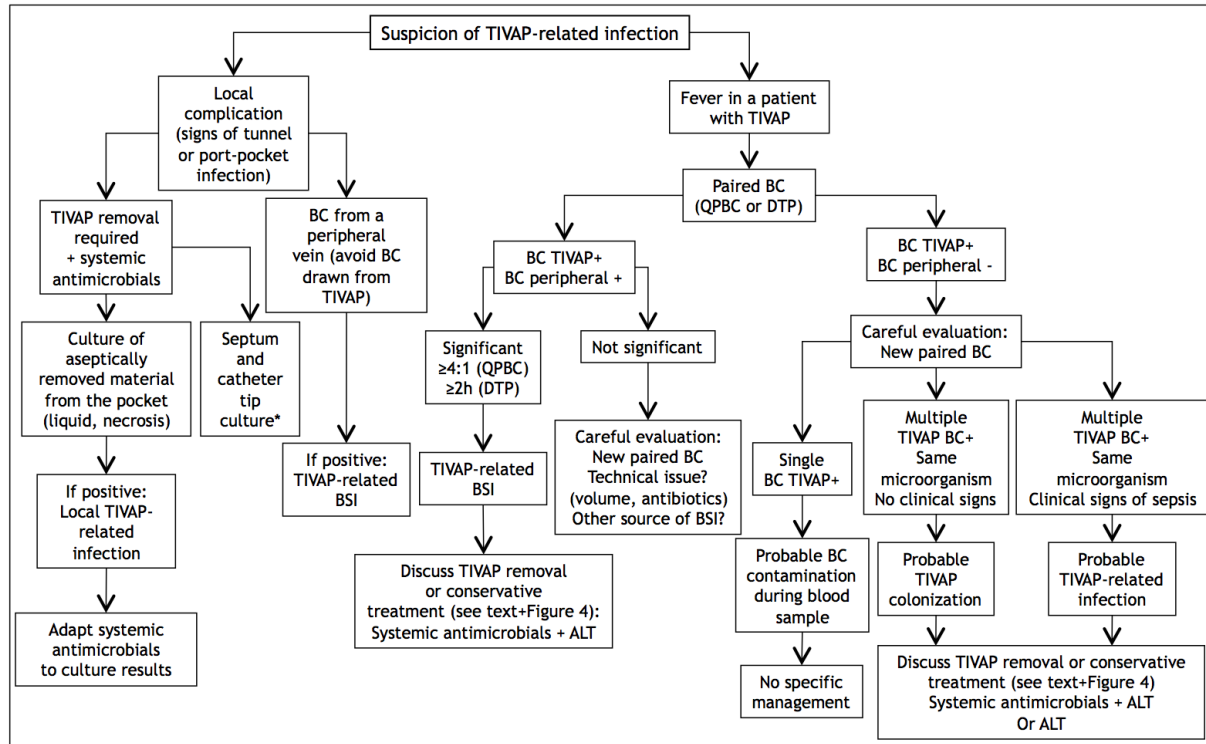 Suspicion of TIVAP-related infection
Local
complication
(signs of tunnel
or port-pocket
infection)
Fever in a patient
with TIVAP
TIVAP removal
required
+ systemic
antimicrobials
BC from a
peripheral
vein (avoid BC
drawn from
TIVAP)
Paired BC
(QPBC or DTP)
BC TIVAP+
BC peripheral +
BC TIVAP+
BC peripheral -
Culture of
aseptically
removed material
from the pocket
(liquid, necrosis)
Septum
and
catheter
tip
culture*
Significant
≥4:1 (QPBC)
≥2h (DTP)
Not significant
Careful evaluation:
New paired BC
If positive:
Local TIVAP-
related
infection
If positive:
TIVAP-related
BSI
TIVAP-related
BSI
Careful evaluation:
New paired BC
Technical issue?
(volume, antibiotics)
Other source of BSI?
Single
BC TIVAP+
Multiple
TIVAP BC+
Same
microorganism
No clinical signs
Multiple
TIVAP BC+
Same
microorganism
Clinical signs of sepsis
Adapt systemic
antimicrobials
to culture results
Discuss TIVAP removal
or conservative
treatment (see text+Figure 4):
Systemic antimicrobials + ALT
Probable BC
contamination
during blood
sample
Probable
TIVAP
colonization
Probable
TIVAP-related
infection
No specific
management
Discuss TIVAP removal or conservative
treatment (see text+Figure 4)
Systemic antimicrobials + ALT
Or ALT